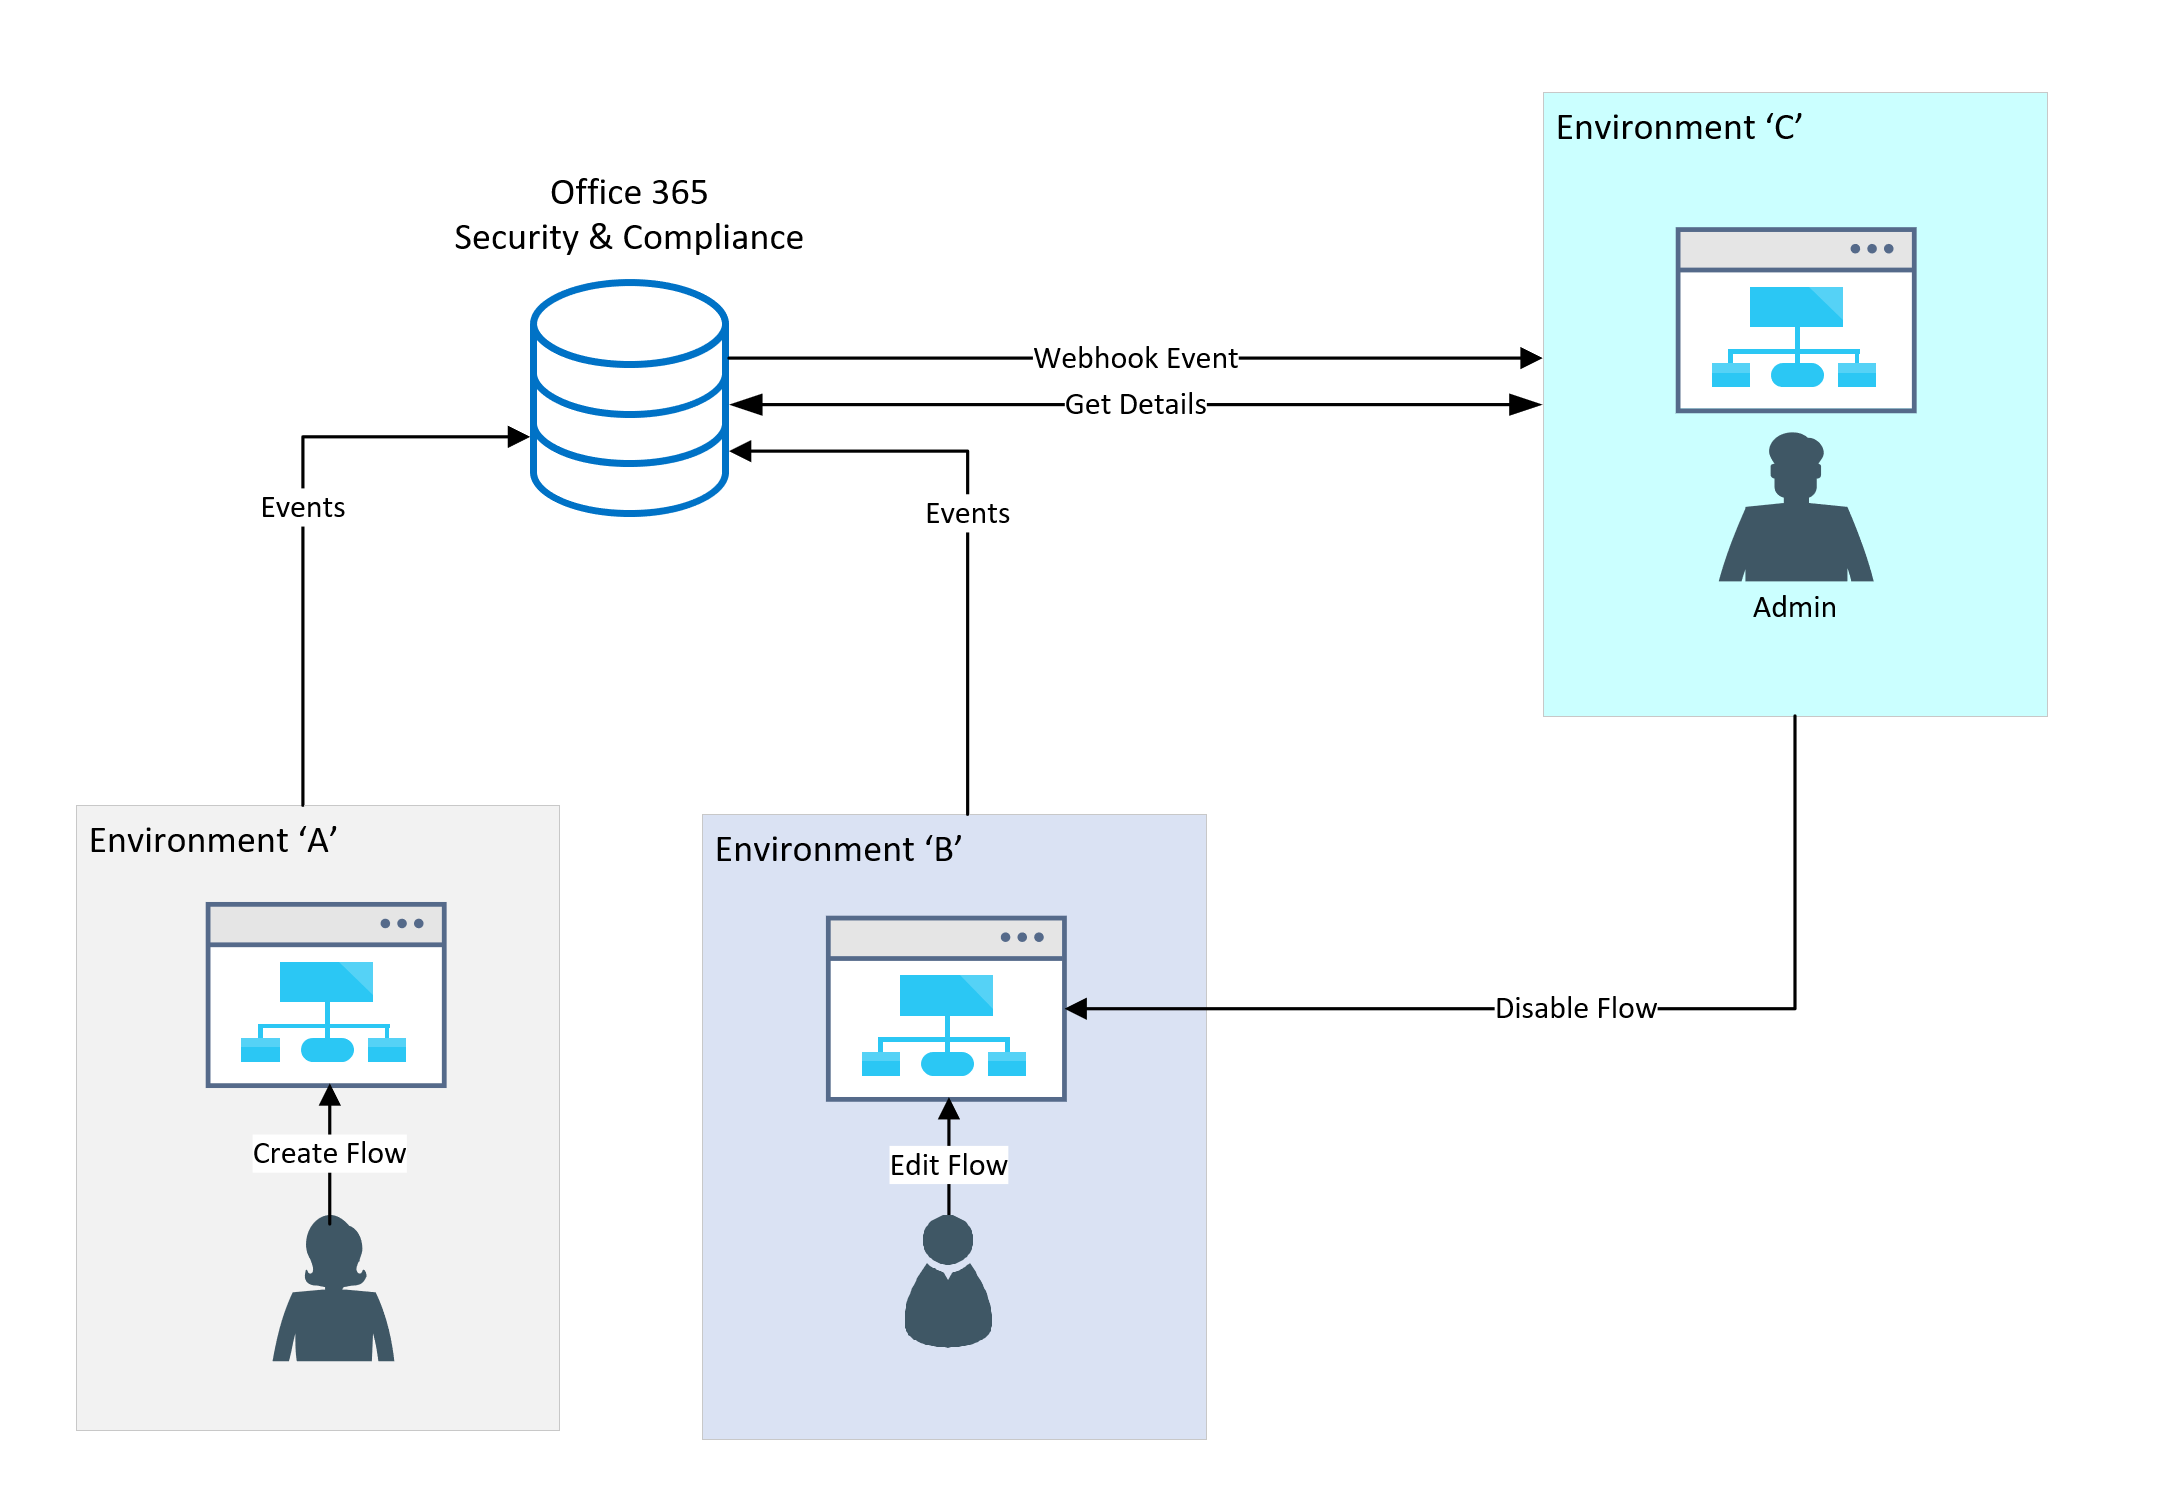 Environment ‘C’
Office 365
Security & Compliance
Webhook Event
Get Details
Events
Events
Admin
Environment ‘A’
Environment ‘B’
Disable Flow
Create Flow
Edit Flow